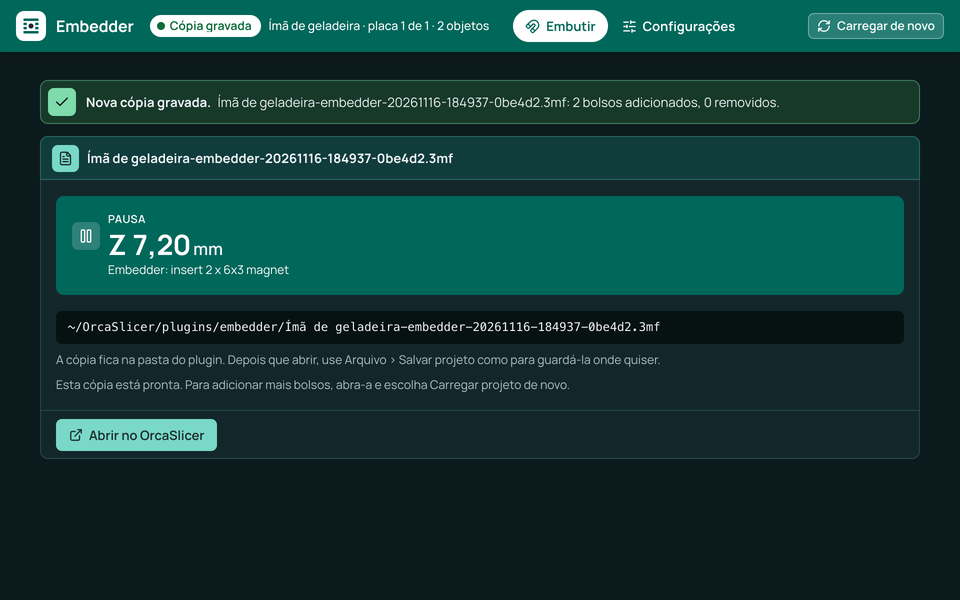 Embedder
Cópia gravada
Ímã de geladeira · placa 1 de 1 · 2 objetos
Embutir
Configurações
Carregar de novo
Nova cópia gravada. Ímã de geladeira-embedder-20261116-184937-0be4d2.3mf: 2 bolsos adicionados, 0 removidos.
Ímã de geladeira-embedder-20261116-184937-0be4d2.3mf
PAUSA
Z 7,20 mm
Embedder: insert 2 x 6x3 magnet
~/OrcaSlicer/plugins/embedder/Ímã de geladeira-embedder-20261116-184937-0be4d2.3mf
A cópia fica na pasta do plugin. Depois que abrir, use Arquivo > Salvar projeto como para guardá-la onde quiser.
Esta cópia está pronta. Para adicionar mais bolsos, abra-a e escolha Carregar projeto de novo.
Abrir no OrcaSlicer